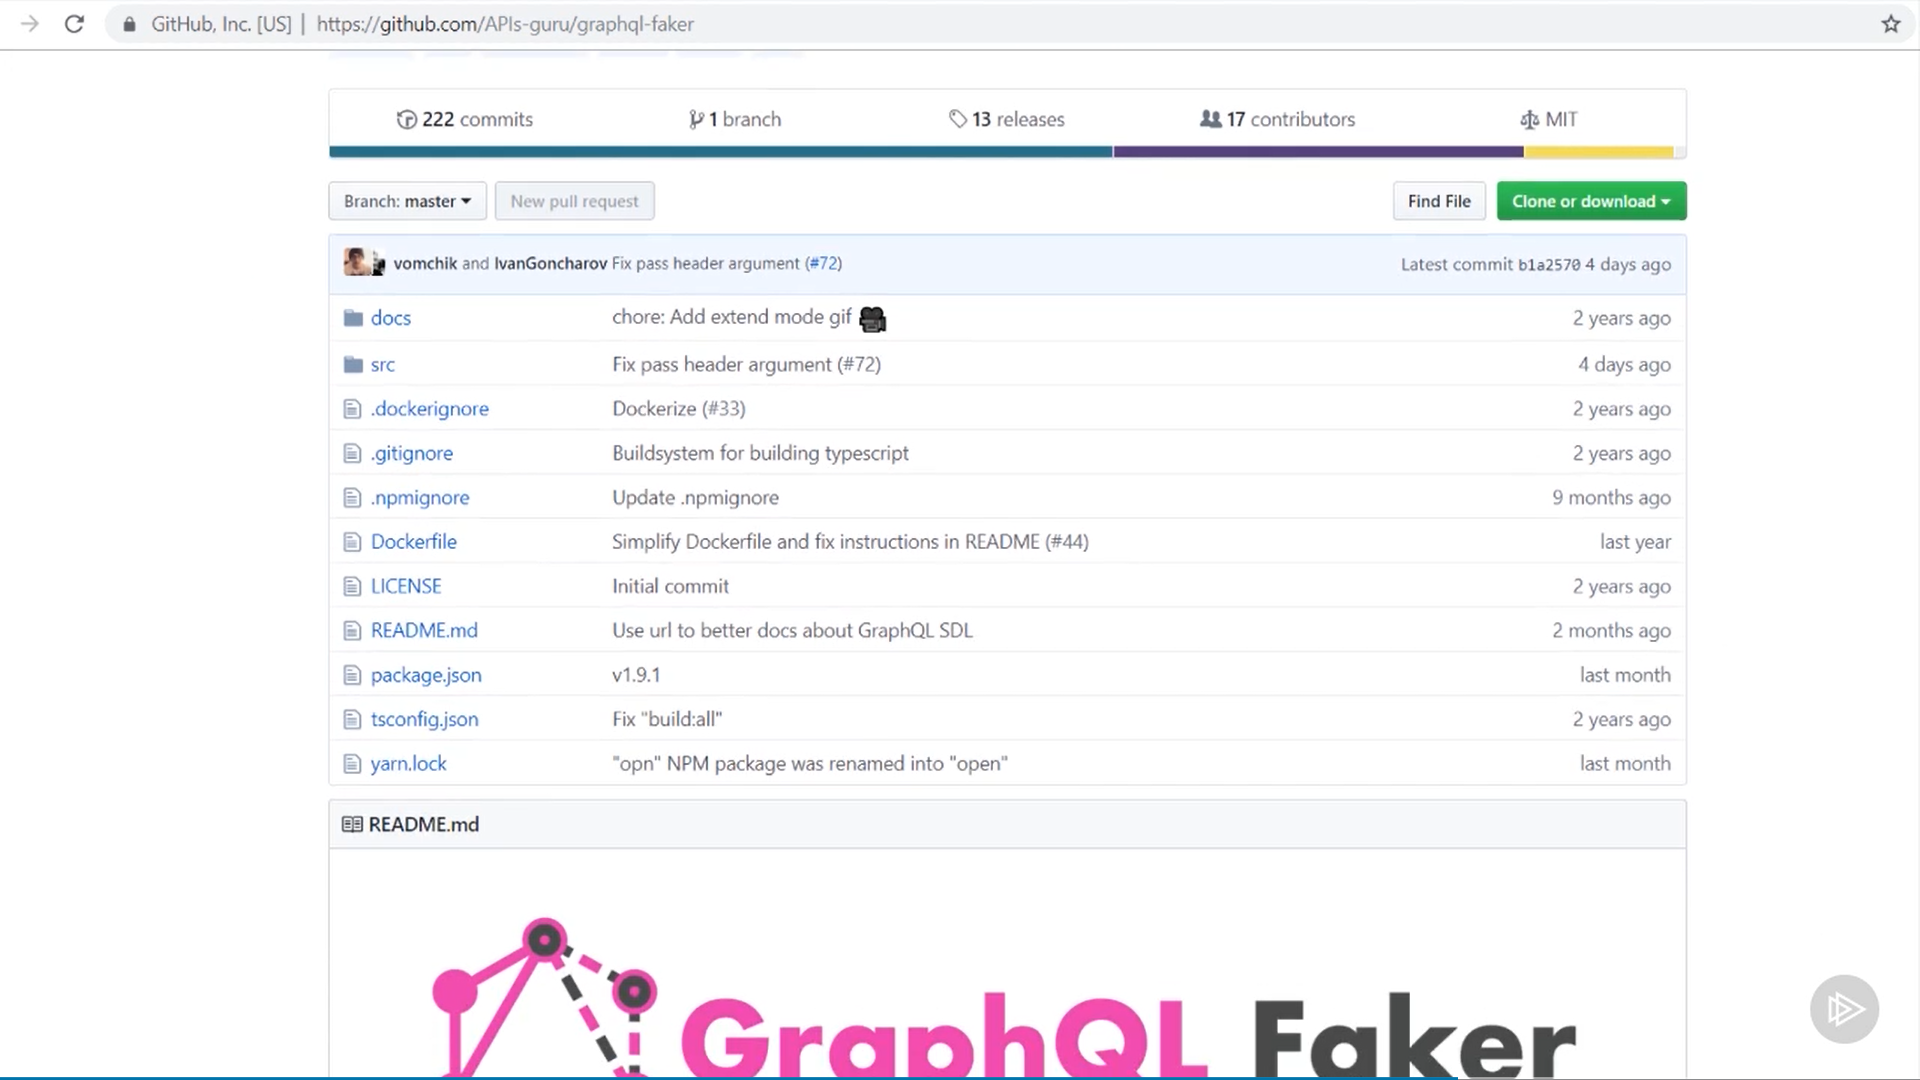 GitHub, Inc. [US] | https://github.com/APIs-guru/graphql-faker
222 commits 1 branch 13 releases 17 contributors MIT
Branch: master New pull request Find File Clone or download
vomchik and IvanGoncharov Fix pass header argument (#72) Latest commit b1a2570 4 days ago
docs chore: Add extend mode gif 2 years ago
src Fix pass header argument (#72) 4 days ago
.dockerignore Dockerize (#33) 2 years ago
.gitignore Buildsystem for building typescript 2 years ago
.npmignore Update .npmignore 9 months ago
Dockerfile Simplify Dockerfile and fix instructions in README (#44) last year
LICENSE Initial commit 2 years ago
README.md Use url to better docs about GraphQL SDL 2 months ago
package.json v1.9.1 last month
tsconfig.json Fix "build:all" 2 years ago
yarn.lock "opn" NPM package was renamed into "open" last month
README.md
GraphQL Faker